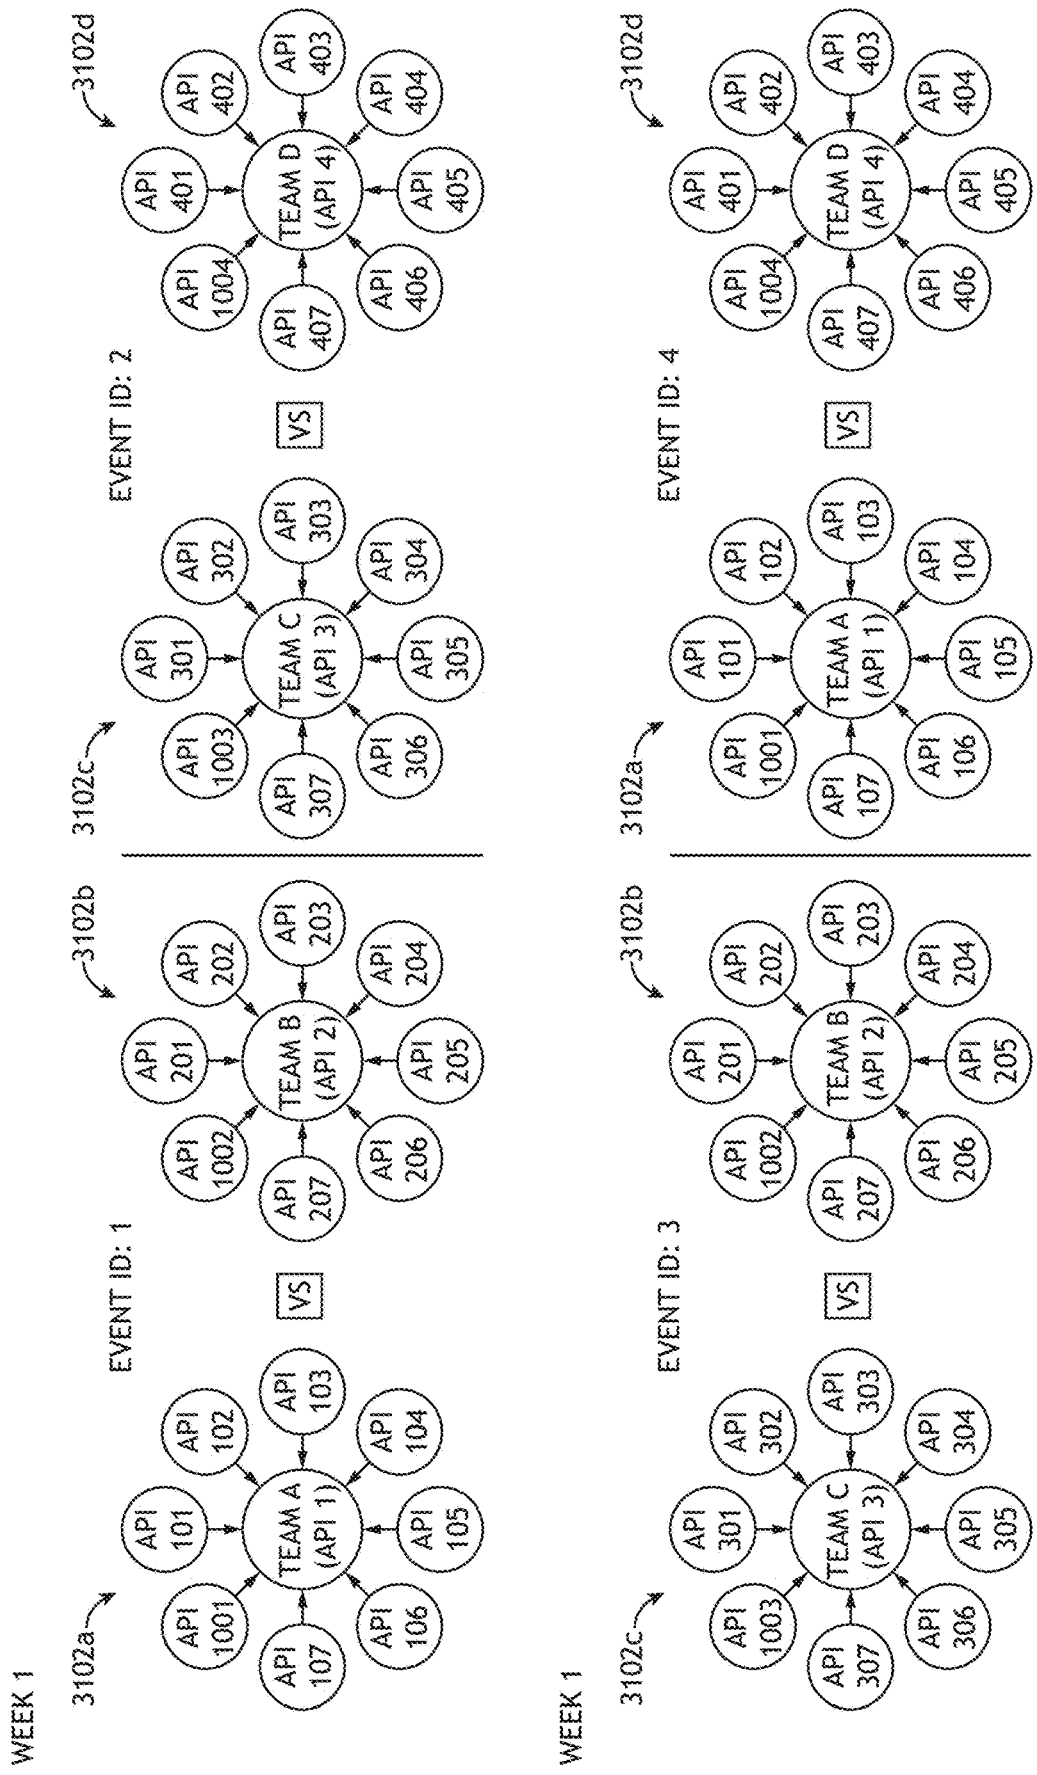 WEEK 1
EVENT ID: 1
3102a
API
1001
API
101
API
102
API
103
API
104
API
105
API
106
API
107
TEAM A
(API 1)
VS
3102b
API
1002
API
201
API
202
API
203
API
204
API
205
API
206
API
207
TEAM B
(API 2)
EVENT ID: 2
3102c
API
1003
API
301
API
302
API
303
API
304
API
305
API
306
API
307
TEAM C
(API 3)
VS
3102d
API
1004
API
401
API
402
API
403
API
404
API
405
API
406
API
407
TEAM D
(API 4)
WEEK 1
EVENT ID: 3
3102c
API
1003
API
301
API
302
API
303
API
304
API
305
API
306
API
307
TEAM C
(API 3)
VS
3102b
API
1002
API
201
API
202
API
203
API
204
API
205
API
206
API
207
TEAM B
(API 2)
EVENT ID: 4
3102a
API
1001
API
101
API
102
API
103
API
104
API
105
API
106
API
107
TEAM A
(API 1)
VS
3102d
API
1004
API
401
API
402
API
403
API
404
API
405
API
406
API
407
TEAM D
(API 4)